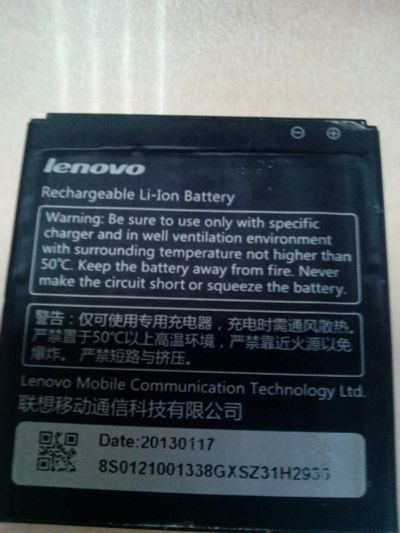 lenovo
Rechargeable Li-Ion Battery
Warning: Be sure to use only with specific
charger and in well ventilation environment
with surrounding temperature not higher than
50℃. Keep the battery away from fire. Never
make the circuit short or squeeze the battery.
警告：仅可使用专用充电器，充电时需通风散热。
严禁置于50℃以上高温环境，严禁靠近火源以免
爆炸。 严禁短路与挤压。
Lenovo Mobile Communication Technology Ltd.
联想移动通信科技有限公司
Date:20130117
8S0121001338GXSZ31H2935